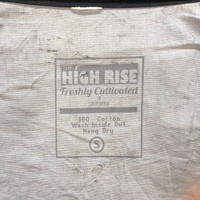 HIGH RISE
Freshly Cultivated
100% Cotton
Wash Inside Out
Hang Dry
S